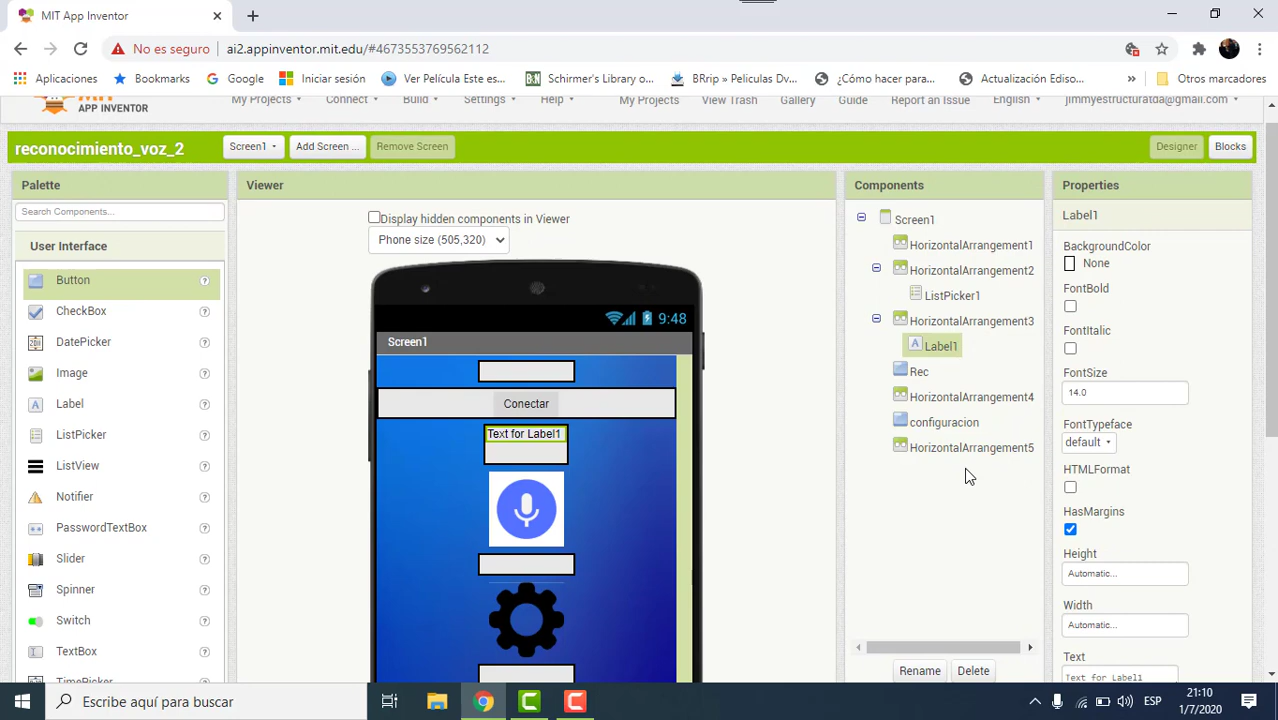 MIT App Inventor
No es seguro
ai2.appinventor.mit.edu/#4673553769562112
Aplicaciones
Bookmarks
Google
Iniciar sesión
Ver Película Este es...
Schirmer's Library o...
BRrip » Peliculas Dv...
¿Cómo hacer para...
Actualización Ediso...
»
Otros marcadores
APP INVENTOR
My Projects
Connect
Build
Settings
Help
My Projects
View Trash
Gallery
Guide
Report an Issue
English
jimmyestructuratda@gmail.com
reconocimiento_voz_2
Screen1
Add Screen ...
Remove Screen
Designer
Blocks
Palette
Search Components...
User Interface
Button
CheckBox
DatePicker
Image
Label
ListPicker
ListView
Notifier
PasswordTextBox
Slider
Spinner
Switch
TextBox
TimePicker
Viewer
Display hidden components in Viewer
Phone size (505,320)
9:48
Screen1
Conectar
Text for Label1
Components
Screen1
HorizontalArrangement1
HorizontalArrangement2
ListPicker1
HorizontalArrangement3
Label1
Rec
HorizontalArrangement4
configuracion
HorizontalArrangement5
Rename
Delete
Properties
Label1
BackgroundColor
None
FontBold
FontItalic
FontSize
14.0
FontTypeface
default
HTMLFormat
HasMargins
Height
Automatic...
Width
Automatic...
Text
Text for Label1
Escribe aquí para buscar
ESP
21:10
1/7/2020